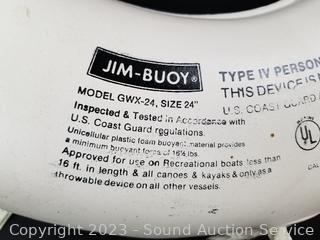 JIM-BUOY®
MODEL GWX-24, SIZE 24"
Inspected & Tested in Accordance with
U.S. Coast Guard regulations.
Unicellular plastic foam buoyant material provides
a minimum buoyant force of 16½ lbs.
Approved for use on Recreational boats less than
16 ft. in length & all canoes & kayaks & only as a
throwable device on all other vessels.
TYPE IV PERSON
THIS DEVICE I
U.S. COAST GUARD
UL
CAL
Copyright 2023 - Sound Auction Service